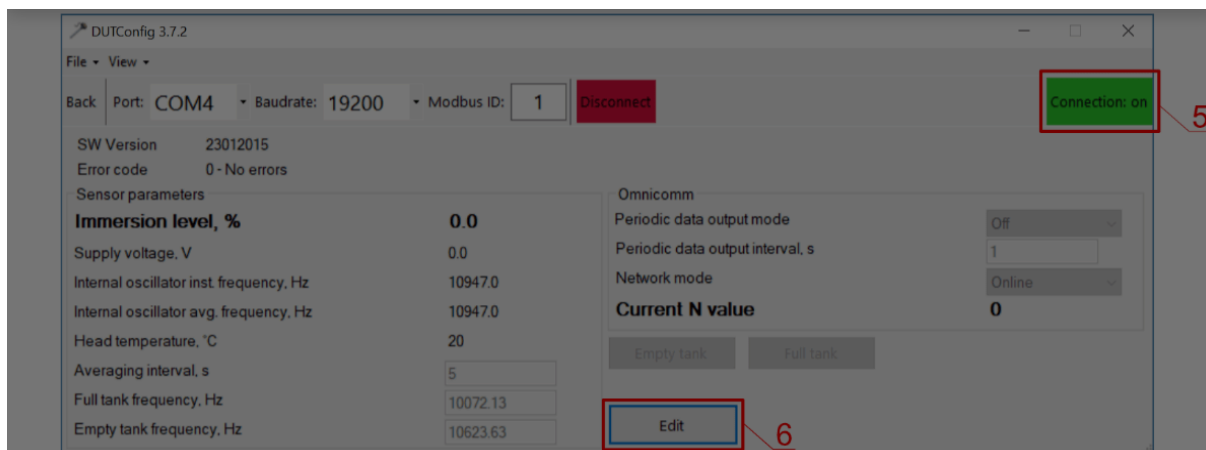 DUTConfig 3.7.2
File View
Back Port: COM4 Baudrate: 19200 Modbus ID: 1 Disconnect Connection: on
5
SW Version 23012015
Error code 0 - No errors
Sensor parameters
Immersion level, % 0.0
Supply voltage, V 0.0
Internal oscillator inst. frequency, Hz 10947.0
Internal oscillator avg. frequency, Hz 10947.0
Head temperature, °C 20
Averaging interval, s 5
Full tank frequency, Hz 10072.13
Empty tank frequency, Hz 10623.63
Omnicomm
Periodic data output mode Off
Periodic data output interval, s 1
Network mode Online
Current N value 0
Empty tank Full tank
Edit
6